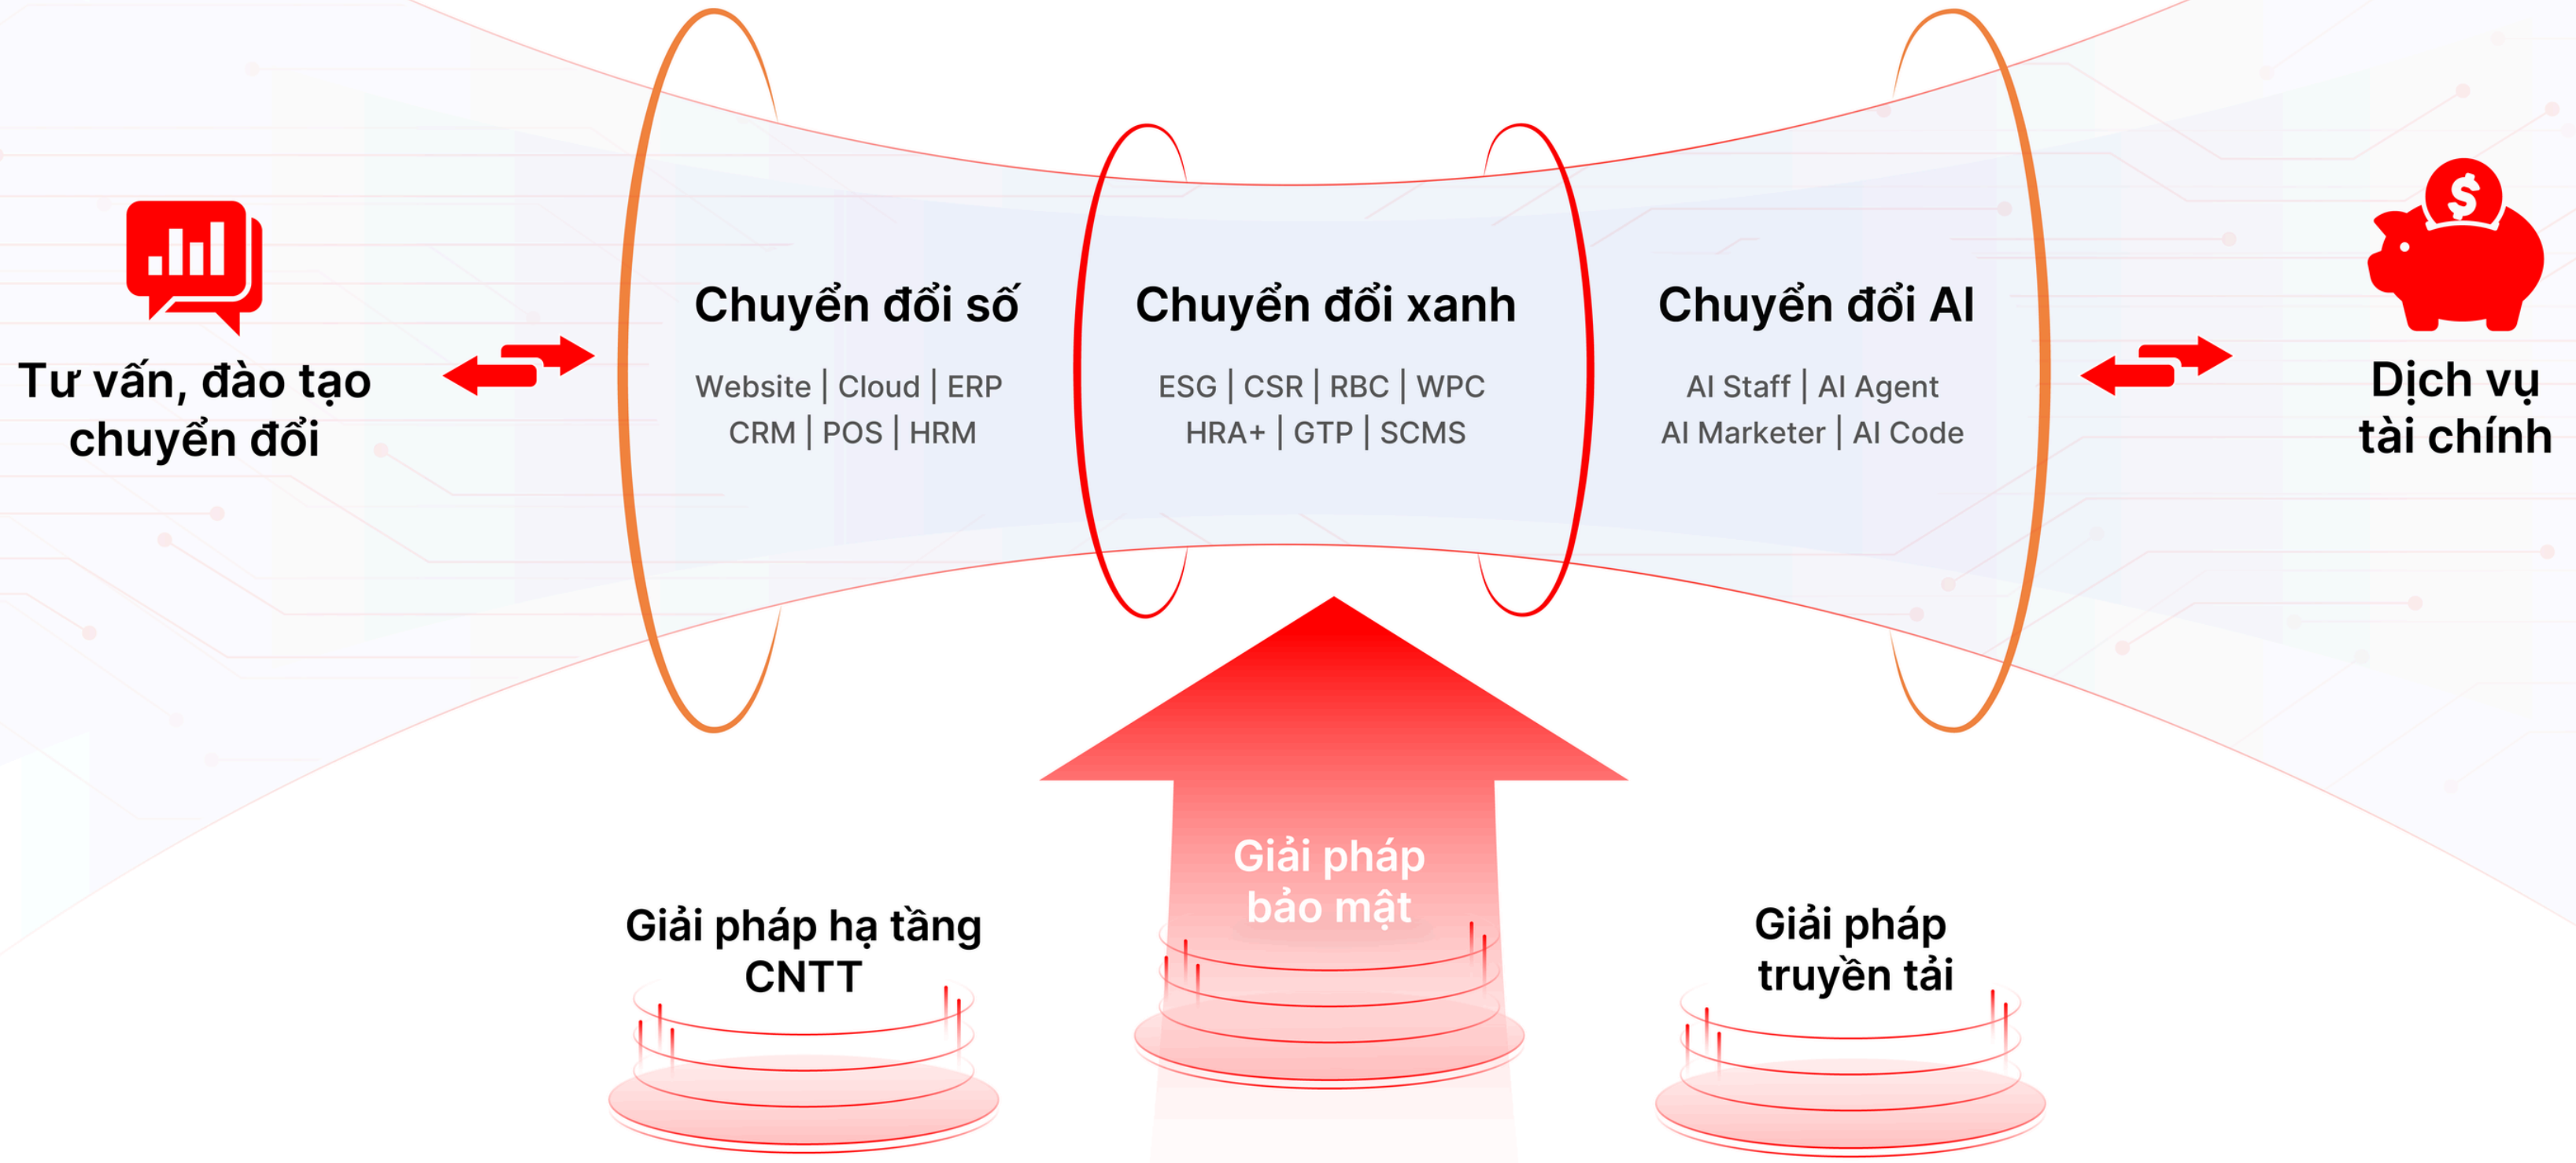 Tư vấn, đào tạo
chuyển đổi
Chuyển đổi số
Website | Cloud | ERP
CRM | POS | HRM
Chuyển đổi xanh
ESG | CSR | RBC | WPC
HRA+ | GTP | SCMS
Chuyển đổi AI
AI Staff | AI Agent
AI Marketer | AI Code
$
Dịch vụ
tài chính
Giải pháp hạ tầng
CNTT
Giải pháp
bảo mật
Giải pháp
truyền tải